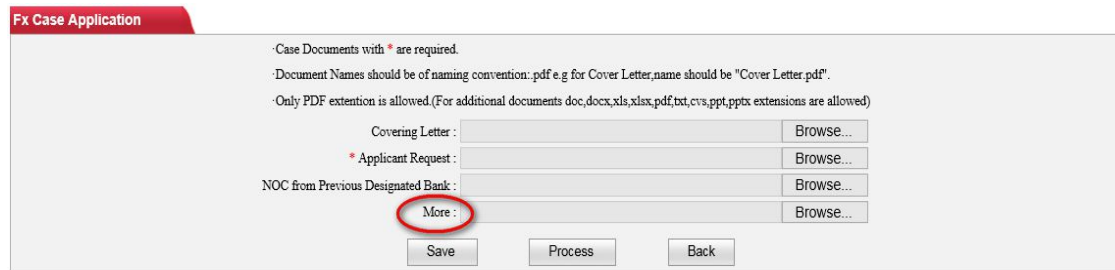 Fx Case Application
·Case Documents with * are required.
·Document Names should be of naming convention:.pdf e.g for Cover Letter,name should be "Cover Letter.pdf".
·Only PDF extention is allowed.(For additional documents doc,docx,xls,xlsx,pdf,txt,cvs,ppt,pptx extensions are allowed)
Covering Letter : Browse...
* Applicant Request : Browse...
NOC from Previous Designated Bank : Browse...
More : Browse...
Save Process Back